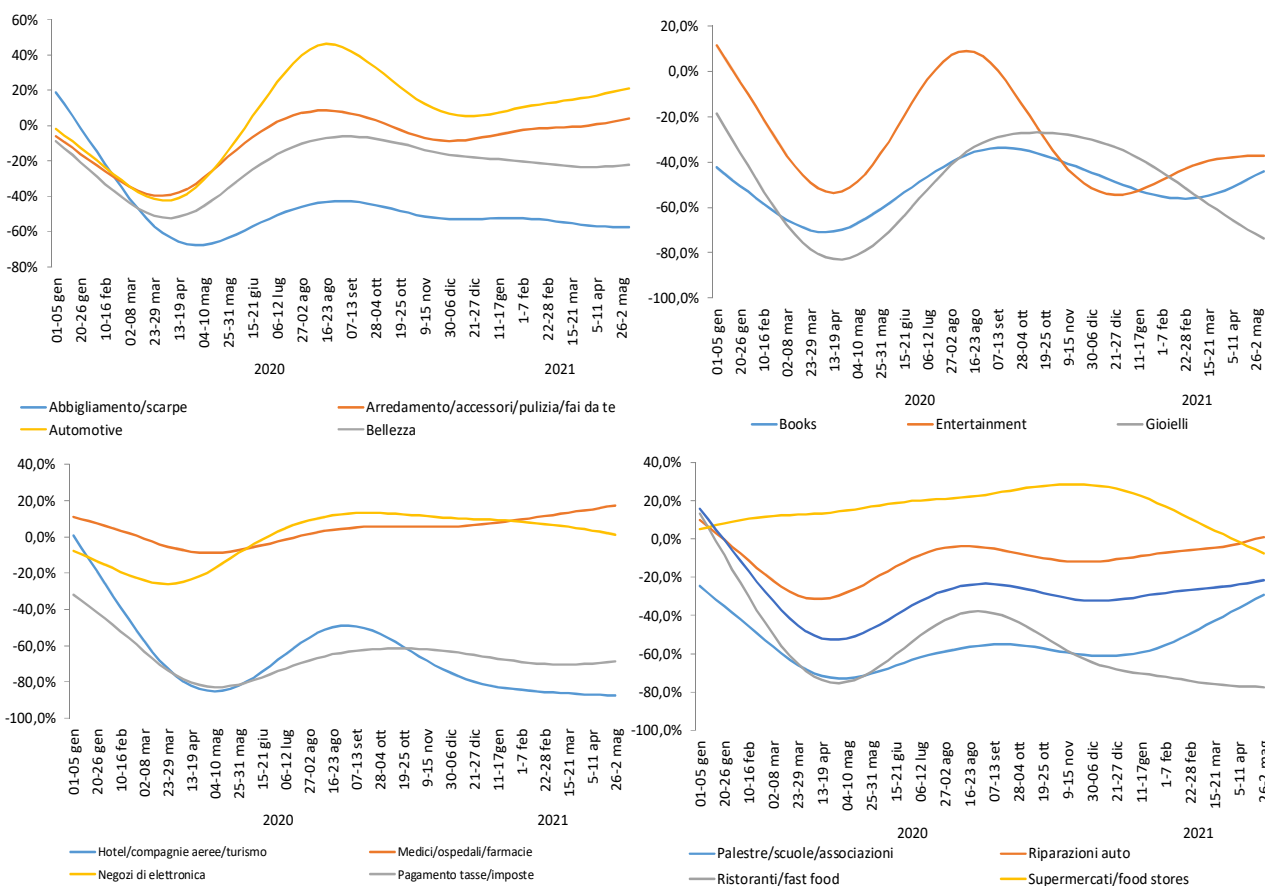 60%
40%
20%
0%
-20%
-40%
-60%
-80%
01-05 gen
20-26 gen
10-16 feb
02-08 mar
23-29 mar
13-19 apr
04-10 mag
25-31 mag
15-21 giu
06-12 lug
27-02 ago
16-23 ago
07-13 set
28-04 ott
19-25 ott
9-15 nov
30-06 dic
21-27 dic
11-17gen
1-7 feb
22-28 feb
15-21 mar
5-11 apr
26-2 mag
2020 2021
Abbigliamento/scarpe Arredamento/accessori/pulizia/fai da te
Automotive Bellezza
20,0%
0,0%
-20,0%
-40,0%
-60,0%
-80,0%
-100,0%
01-05 gen
20-26 gen
10-16 feb
02-08 mar
23-29 mar
13-19 apr
04-10 mag
25-31 mag
15-21 giu
06-12 lug
27-02 ago
16-23 ago
07-13 set
28-04 ott
19-25 ott
9-15 nov
30-06 dic
21-27 dic
11-17gen
1-7 feb
22-28 feb
15-21 mar
5-11 apr
26-2 mag
2020 2021
Books Entertainment Gioielli
40,0%
20,0%
0,0%
-20,0%
-40,0%
-60,0%
-80,0%
-100,0%
01-05 gen
20-26 gen
10-16 feb
02-08 mar
23-29 mar
13-19 apr
04-10 mag
25-31 mag
15-21 giu
06-12 lug
27-02 ago
16-23 ago
07-13 set
28-04 ott
19-25 ott
9-15 nov
30-06 dic
21-27 dic
11-17gen
1-7 feb
22-28 feb
15-21 mar
5-11 apr
26-2 mag
2020 2021
Hotel/compagnie aeree/turismo Medici/ospedali/farmacie
Negozi di elettronica Pagamento tasse/imposte
40,0%
20,0%
0,0%
-20,0%
-40,0%
-60,0%
-80,0%
-100,0%
01-05 gen
20-26 gen
10-16 feb
02-08 mar
23-29 mar
13-19 apr
04-10 mag
25-31 mag
15-21 giu
06-12 lug
27-02 ago
16-23 ago
07-13 set
28-04 ott
19-25 ott
9-15 nov
30-06 dic
21-27 dic
11-17gen
1-7 feb
22-28 feb
15-21 mar
5-11 apr
26-2 mag
2020 2021
Palestre/scuole/associazioni Riparazioni auto
Ristoranti/fast food Supermercati/food stores